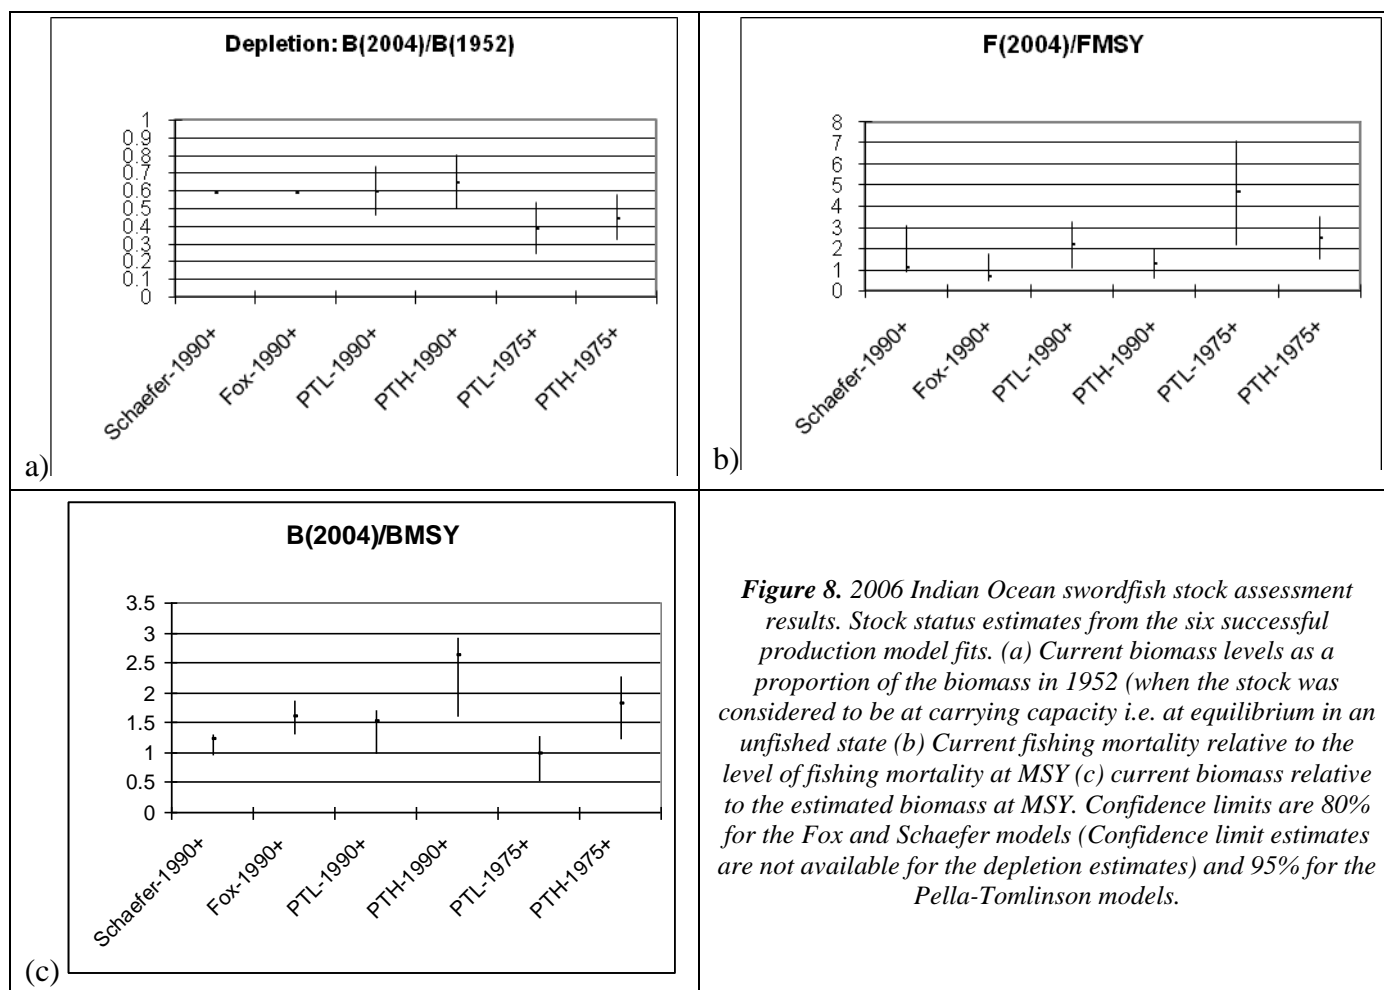 Depletion: B(2004)/B(1952)
1
0.9
0.8
0.7
0.6
0.5
0.4
0.3
0.2
0.1
0
Schaefer-1990+
Fox-1990+
PTL-1990+
PTH-1990+
PTL-1975+
PTH-1975+
a)
F(2004)/FMSY
8
7
6
5
4
3
2
1
0
Schaefer-1990+
Fox-1990+
PTL-1990+
PTH-1990+
PTL-1975+
PTH-1975+
b)
B(2004)/BMSY
3.5
3
2.5
2
1.5
1
0.5
0
Schaefer-1990+
Fox-1990+
PTL-1990+
PTH-1990+
PTL-1975+
PTH-1975+
(c)
Figure 8. 2006 Indian Ocean swordfish stock assessment
results. Stock status estimates from the six successful
production model fits. (a) Current biomass levels as a
proportion of the biomass in 1952 (when the stock was
considered to be at carrying capacity i.e. at equilibrium in an
unfished state (b) Current fishing mortality relative to the
level of fishing mortality at MSY (c) current biomass relative
to the estimated biomass at MSY. Confidence limits are 80%
for the Fox and Schaefer models (Confidence limit estimates
are not available for the depletion estimates) and 95% for the
Pella-Tomlinson models.